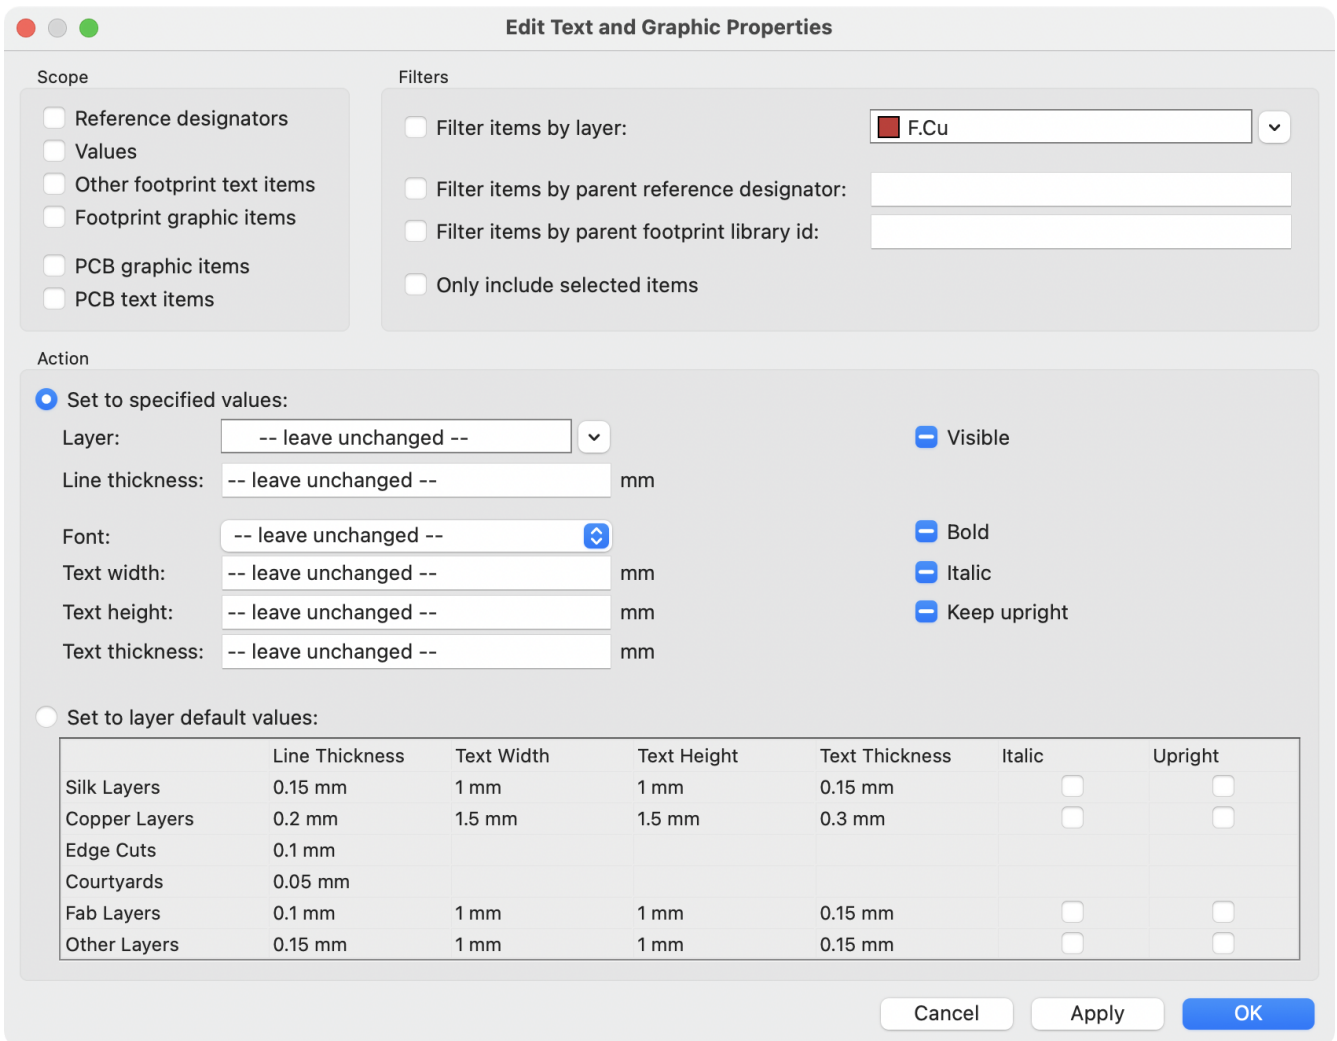 Edit Text and Graphic Properties
Scope
Reference designators
Values
Other footprint text items
Footprint graphic items
PCB graphic items
PCB text items
Filters
Filter items by layer: F.Cu
Filter items by parent reference designator:
Filter items by parent footprint library id:
Only include selected items
Action
Set to specified values:
Layer: -- leave unchanged -- Visible
Line thickness: -- leave unchanged -- mm
Font: -- leave unchanged -- Bold
Text width: -- leave unchanged -- mm Italic
Text height: -- leave unchanged -- mm Keep upright
Text thickness: -- leave unchanged -- mm
Set to layer default values:
Line Thickness Text Width Text Height Text Thickness Italic Upright
Silk Layers 0.15 mm 1 mm 1 mm 0.15 mm
Copper Layers 0.2 mm 1.5 mm 1.5 mm 0.3 mm
Edge Cuts 0.1 mm
Courtyards 0.05 mm
Fab Layers 0.1 mm 1 mm 1 mm 0.15 mm
Other Layers 0.15 mm 1 mm 1 mm 0.15 mm
Cancel Apply OK